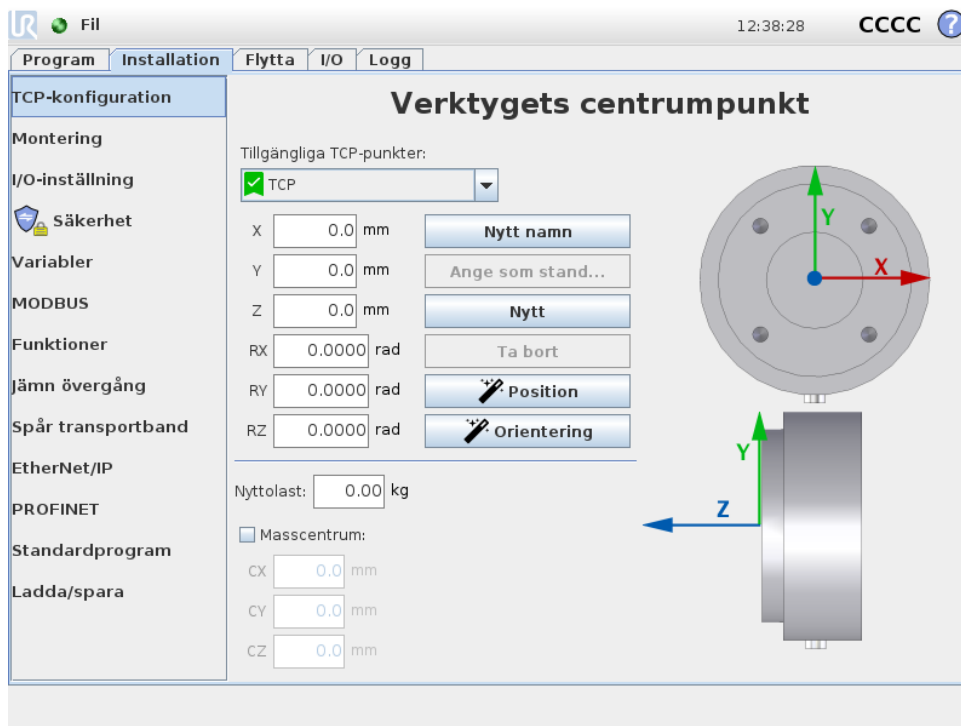 UR Fil 12:38:28 CCCC ?
Program Installation Flytta I/O Logg
TCP-konfiguration
Montering
I/O-inställning
Säkerhet
Variabler
MODBUS
Funktioner
Jämn övergång
Spår transportband
EtherNet/IP
PROFINET
Standardprogram
Ladda/spara
Verktygets centrumpunkt
Tillgängliga TCP-punkter:
TCP
X 0.0 mm Nytt namn
Y 0.0 mm Ange som stand...
Z 0.0 mm Nytt
RX 0.0000 rad Ta bort
RY 0.0000 rad Position
RZ 0.0000 rad Orientering
Nyttolast: 0.00 kg
Masscentrum:
CX 0.0 mm
CY 0.0 mm
CZ 0.0 mm
Y
X
Y
Z